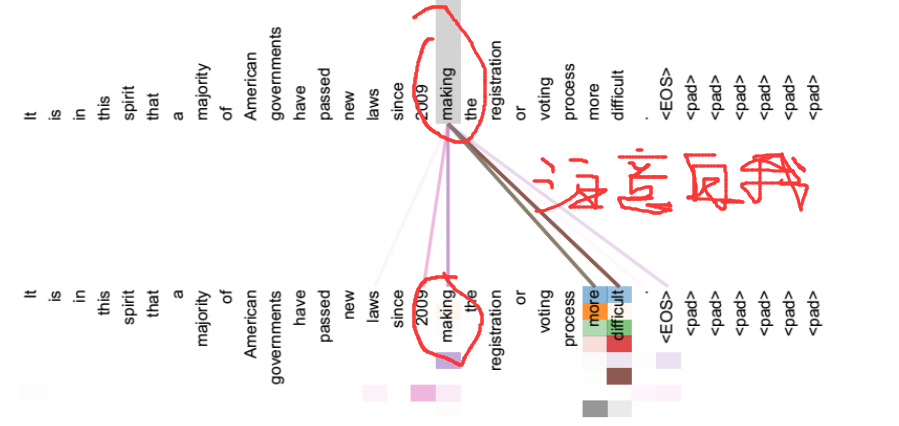 It is in this spirit that a majority of American governments have passed new laws since 2009 making the registration or voting process more difficult . <EOS> <pad> <pad> <pad> <pad> <pad> <pad>
注意自我
It is in this spirit that a majority of American governments have passed new laws since 2009 making the registration or voting process more difficult . <EOS> <pad> <pad> <pad> <pad> <pad> <pad>